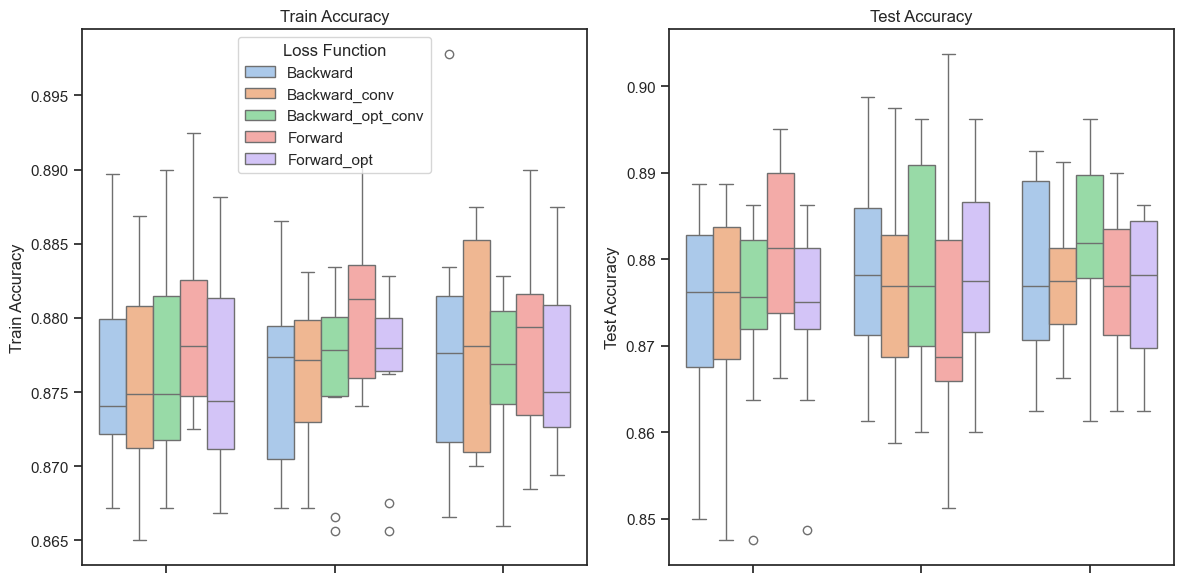 Train Accuracy
Test Accuracy
Loss Function
Backward
Backward_conv
Backward_opt_conv
Forward
Forward_opt
Train Accuracy
0.895
0.890
0.885
0.880
0.875
0.870
0.865
Test Accuracy
0.90
0.89
0.88
0.87
0.86
0.85